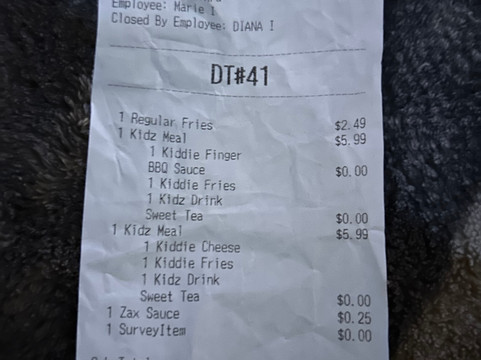 Employee: Marie I
Closed By Employee: DIANA !
DT#41
1 Regular Fries $2.49
1 Kidz Meal $5.99
1 Kiddie Finger
BBQ Sauce $0.00
1 Kiddie Fries
1 Kidz Drink
Sweet Tea $0.00
1 Kidz Meal $5.99
1 Kiddie Cheese
1 Kiddie Fries
1 Kidz Drink
Sweet Tea $0.00
1 Zax Sauce $0.25
1 SurveyItem $0.00